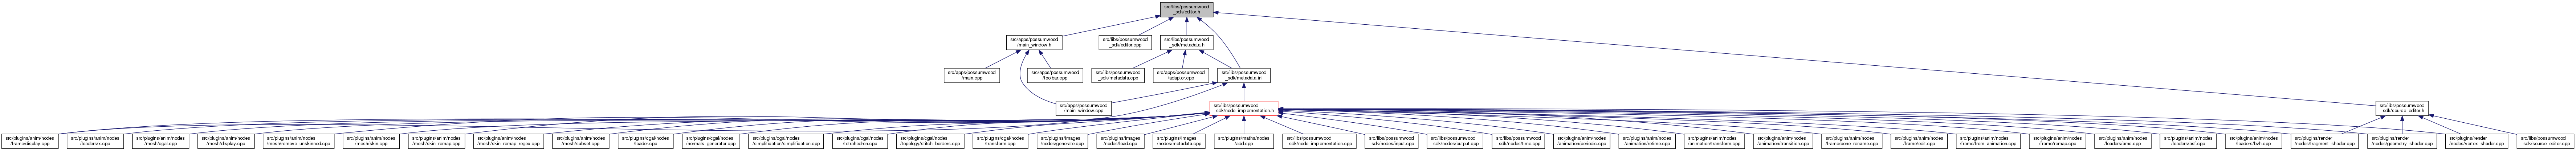 src/libs/possumwood
_sdk/editor.h
src/apps/possumwood
/main_window.h
src/libs/possumwood
_sdk/editor.cpp
src/libs/possumwood
_sdk/metadata.h
src/apps/possumwood
/main.cpp
src/apps/possumwood
/toolbar.cpp
src/libs/possumwood
_sdk/metadata.cpp
src/apps/possumwood
/adaptor.cpp
src/libs/possumwood
_sdk/metadata.inl
src/apps/possumwood
/main_window.cpp
src/libs/possumwood
_sdk/node_implementation.h
src/libs/possumwood
_sdk/source_editor.h
src/plugins/anim/nodes
/frame/display.cpp
src/plugins/anim/nodes
/loaders/x.cpp
src/plugins/anim/nodes
/mesh/cgal.cpp
src/plugins/anim/nodes
/mesh/display.cpp
src/plugins/anim/nodes
/mesh/remove_unskinned.cpp
src/plugins/anim/nodes
/mesh/skin.cpp
src/plugins/anim/nodes
/mesh/skin_remap.cpp
src/plugins/anim/nodes
/mesh/skin_remap_regex.cpp
src/plugins/anim/nodes
/mesh/subset.cpp
src/plugins/cgal/nodes
/loader.cpp
src/plugins/cgal/nodes
/normals_generator.cpp
src/plugins/cgal/nodes
/simplification/simplification.cpp
src/plugins/cgal/nodes
/tetrahedron.cpp
src/plugins/cgal/nodes
/topology/stitch_borders.cpp
src/plugins/cgal/nodes
/transform.cpp
src/plugins/images
/nodes/generate.cpp
src/plugins/images
/nodes/load.cpp
src/plugins/images
/nodes/metadata.cpp
src/plugins/maths/nodes
/add.cpp
src/libs/possumwood
_sdk/node_implementation.cpp
src/libs/possumwood
_sdk/nodes/input.cpp
src/libs/possumwood
_sdk/nodes/output.cpp
src/libs/possumwood
_sdk/nodes/time.cpp
src/plugins/anim/nodes
/animation/periodic.cpp
src/plugins/anim/nodes
/animation/retime.cpp
src/plugins/anim/nodes
/animation/transform.cpp
src/plugins/anim/nodes
/animation/transition.cpp
src/plugins/anim/nodes
/frame/bone_rename.cpp
src/plugins/anim/nodes
/frame/edit.cpp
src/plugins/anim/nodes
/frame/from_animation.cpp
src/plugins/anim/nodes
/frame/remap.cpp
src/plugins/anim/nodes
/loaders/amc.cpp
src/plugins/anim/nodes
/loaders/asf.cpp
src/plugins/anim/nodes
/loaders/bvh.cpp
src/plugins/render
/nodes/fragment_shader.cpp
src/plugins/render
/nodes/geometry_shader.cpp
src/plugins/render
/nodes/vertex_shader.cpp
src/libs/possumwood
_sdk/source_editor.cpp